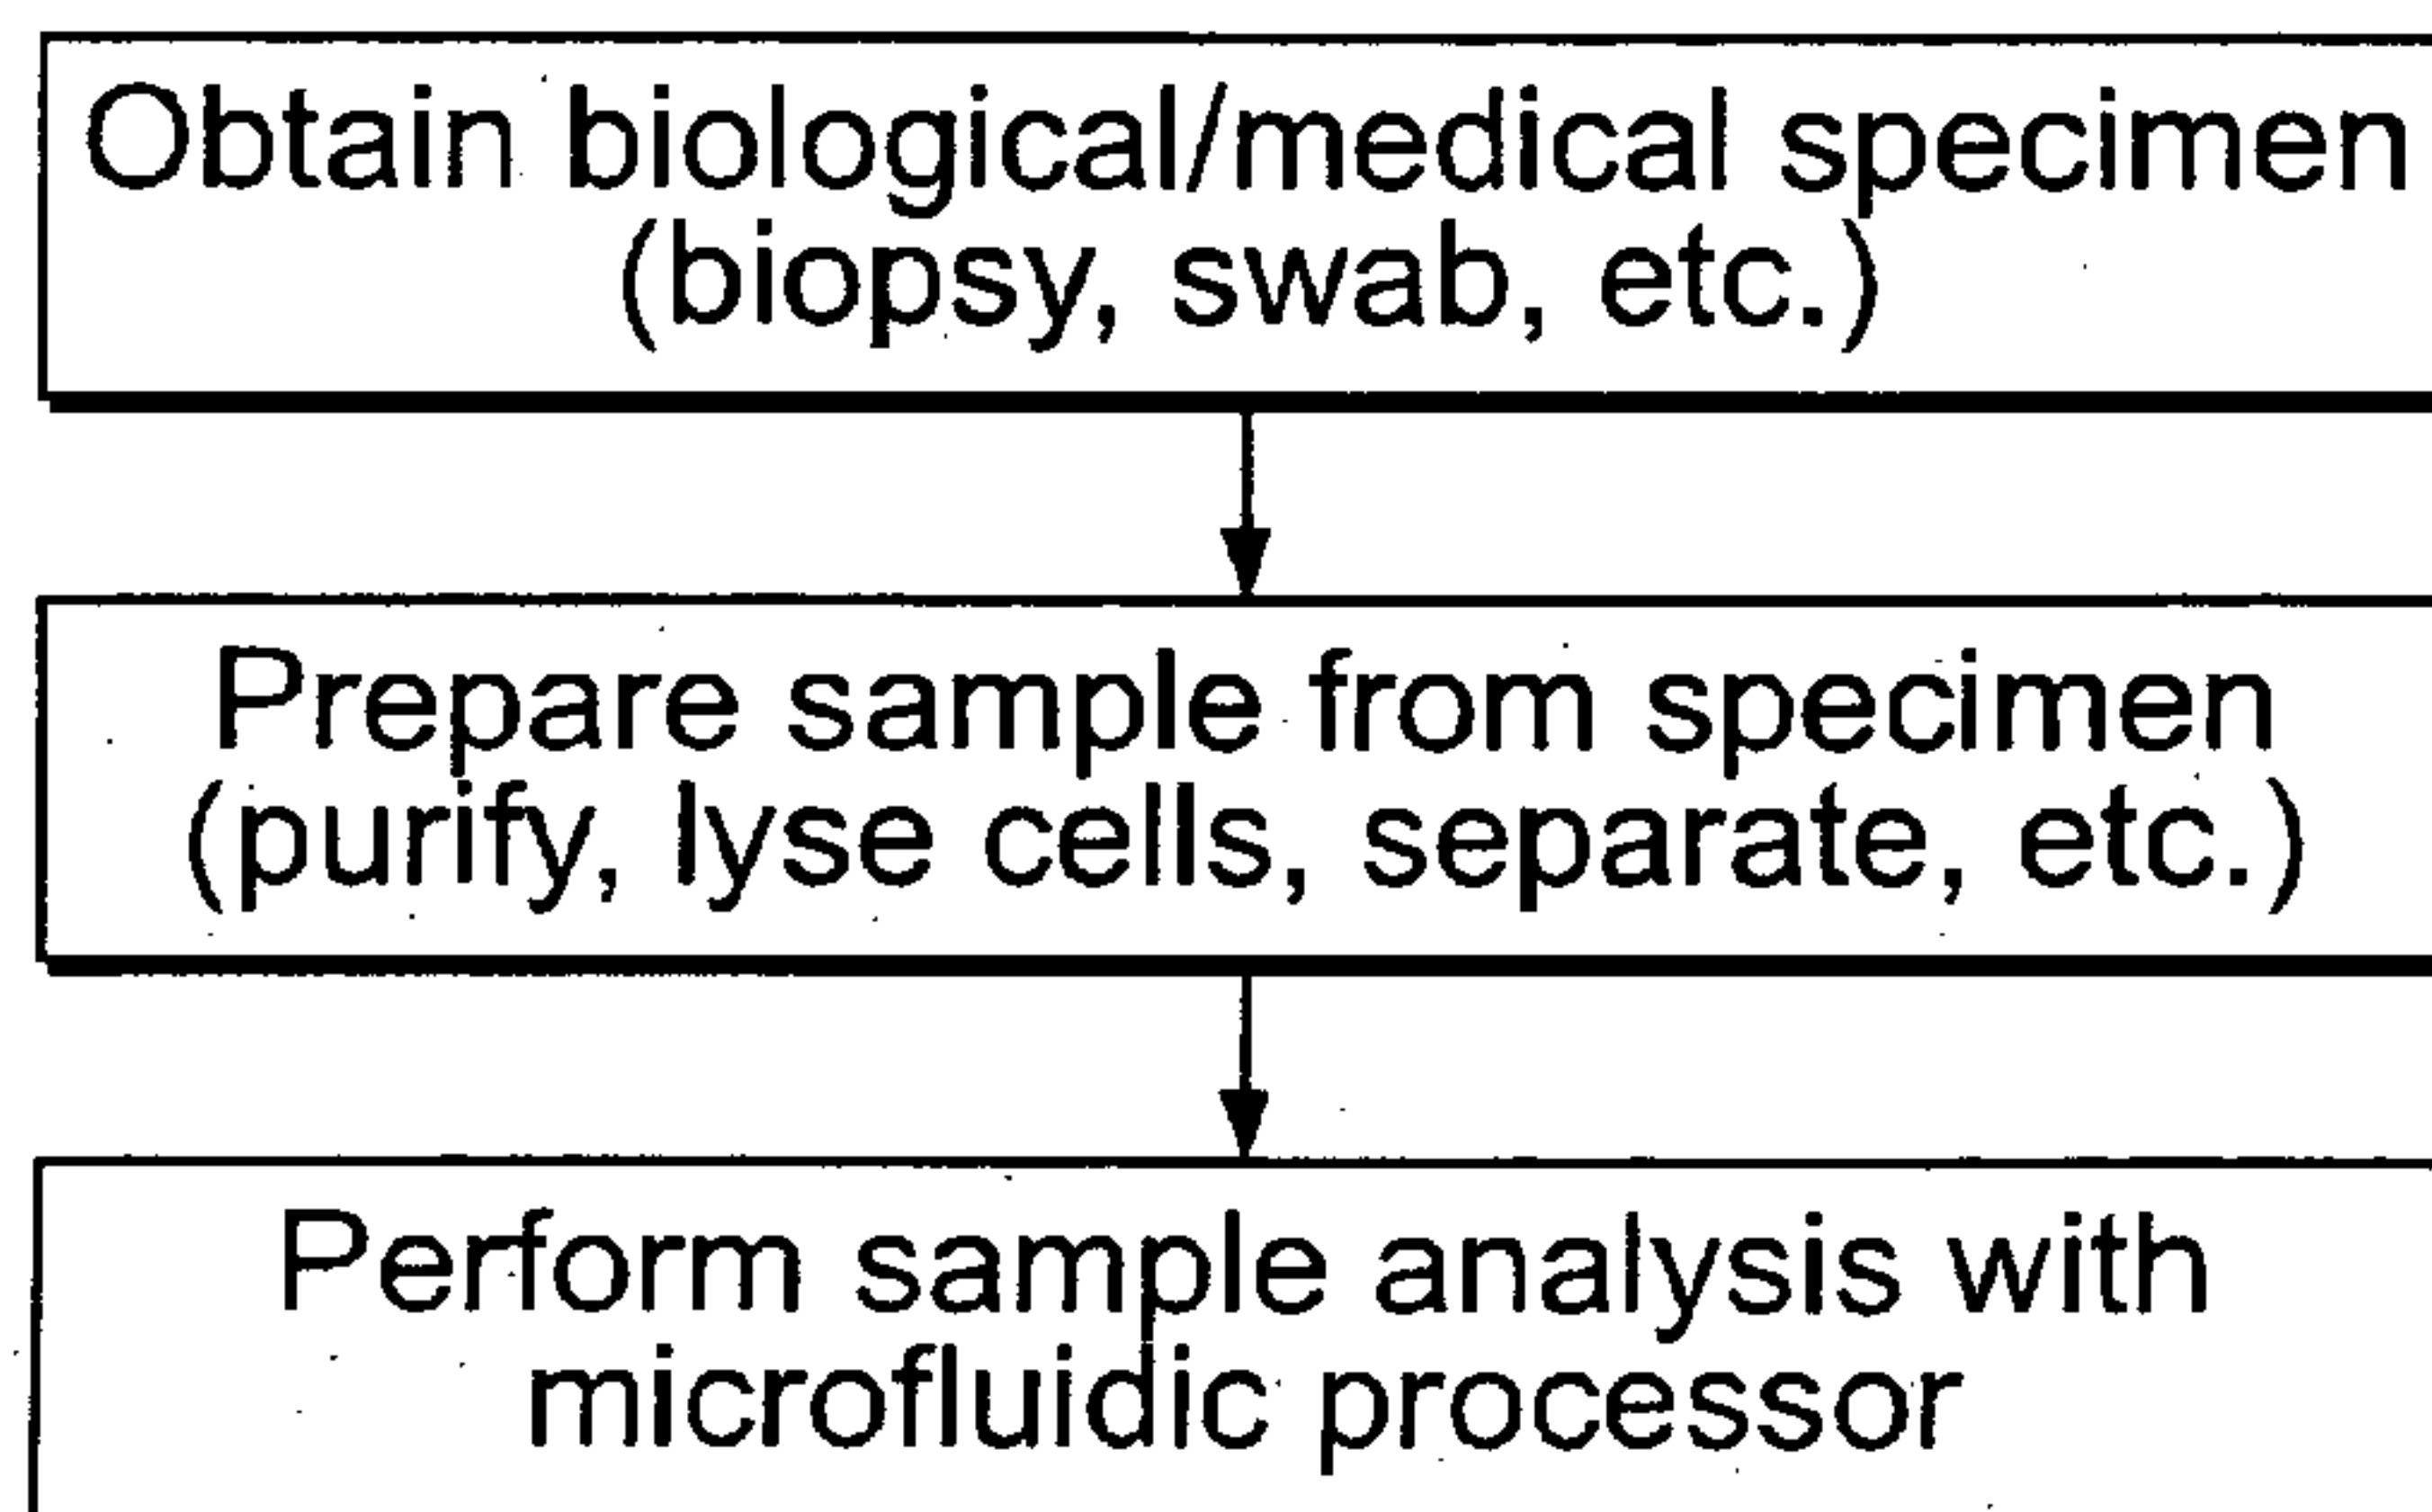 Obtain biological/medical specimen
(biopsy, swab, etc.)
Prepare sample from specimen
(purify, lyse cells, separate, etc.)
Perform sample analysis with
microfluidic processor